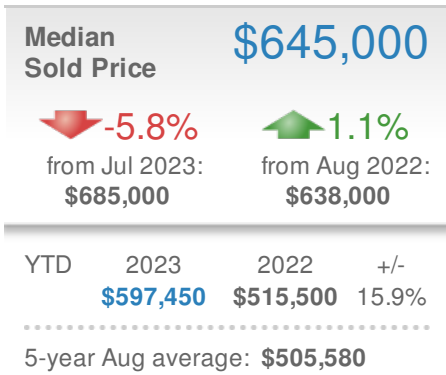 Median
Sold Price
$645,000
-5.8%
from Jul 2023:
$685,000
1.1%
from Aug 2022:
$638,000
YTD 2023 2022 +/-
$597,450 $515,500 15.9%
5-year Aug average: $505,580